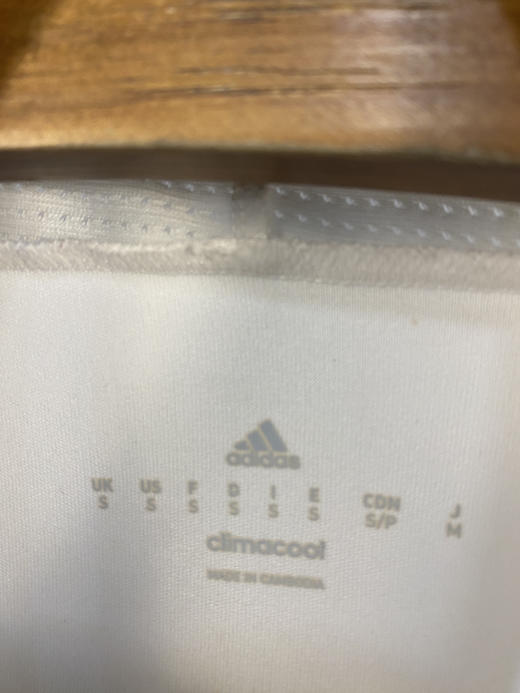 adidas
UK US F D I E CDN J
S S S S S S S/P M
climacool
MADE IN CAMBODIA